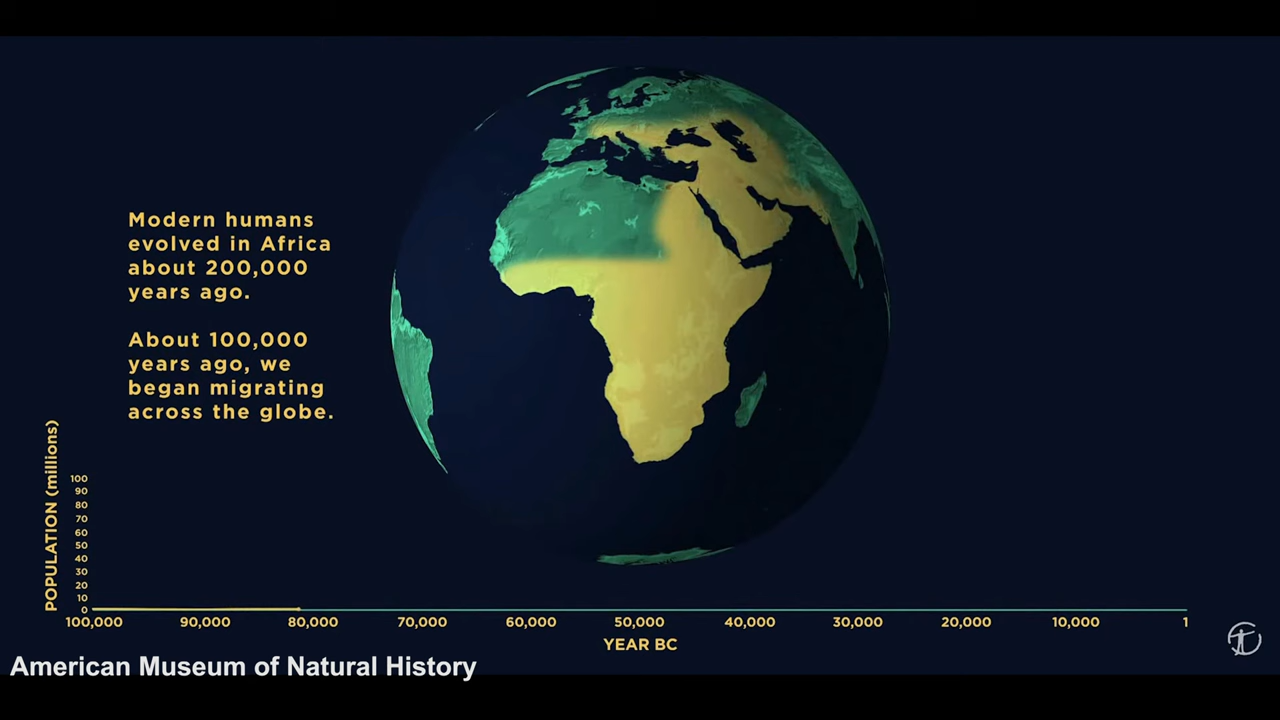 Modern humans
evolved in Africa
about 200,000
years ago.
About 100,000
years ago, we
began migrating
across the globe.
POPULATION (millions)
100
90
80
70
60
50
40
30
20
10
0
100,000 90,000 80,000 70,000 60,000 50,000 40,000 30,000 20,000 10,000 1
YEAR BC
American Museum of Natural History